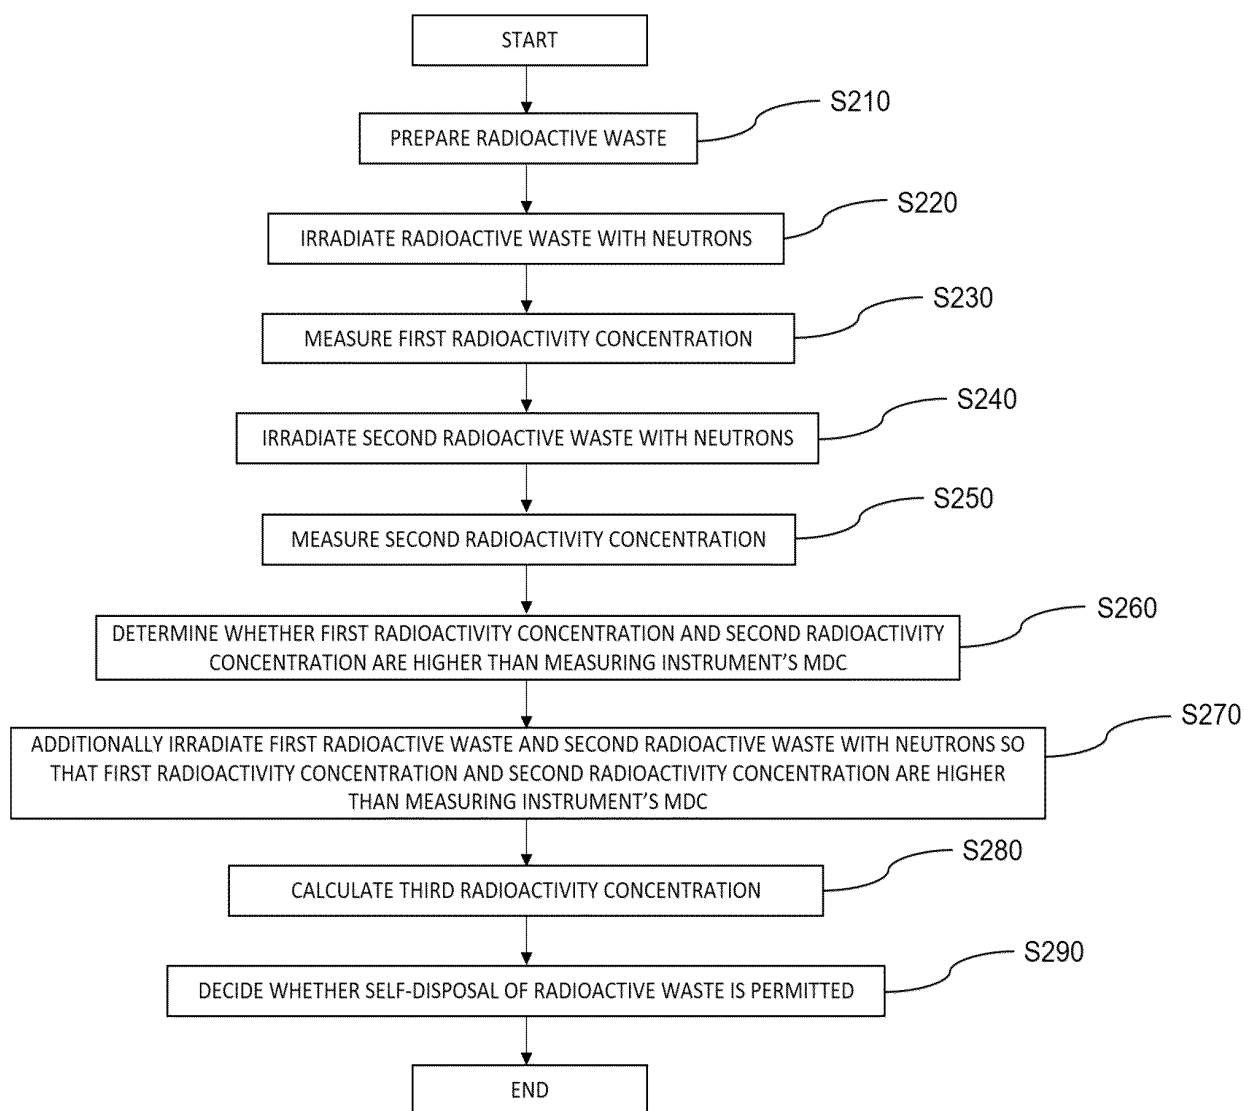 START
S210
PREPARE RADIOACTIVE WASTE
S220
IRRADIATE RADIOACTIVE WASTE WITH NEUTRONS
S230
MEASURE FIRST RADIOACTIVITY CONCENTRATION
S240
IRRADIATE SECOND RADIOACTIVE WASTE WITH NEUTRONS
S250
MEASURE SECOND RADIOACTIVITY CONCENTRATION
S260
DETERMINE WHETHER FIRST RADIOACTIVITY CONCENTRATION AND SECOND RADIOACTIVITY
CONCENTRATION ARE HIGHER THAN MEASURING INSTRUMENT'S MDC
S270
ADDITIONALLY IRRADIATE FIRST RADIOACTIVE WASTE AND SECOND RADIOACTIVE WASTE WITH NEUTRONS SO
THAT FIRST RADIOACTIVITY CONCENTRATION AND SECOND RADIOACTIVITY CONCENTRATION ARE HIGHER
THAN MEASURING INSTRUMENT'S MDC
S280
CALCULATE THIRD RADIOACTIVITY CONCENTRATION
S290
DECIDE WHETHER SELF-DISPOSAL OF RADIOACTIVE WASTE IS PERMITTED
END